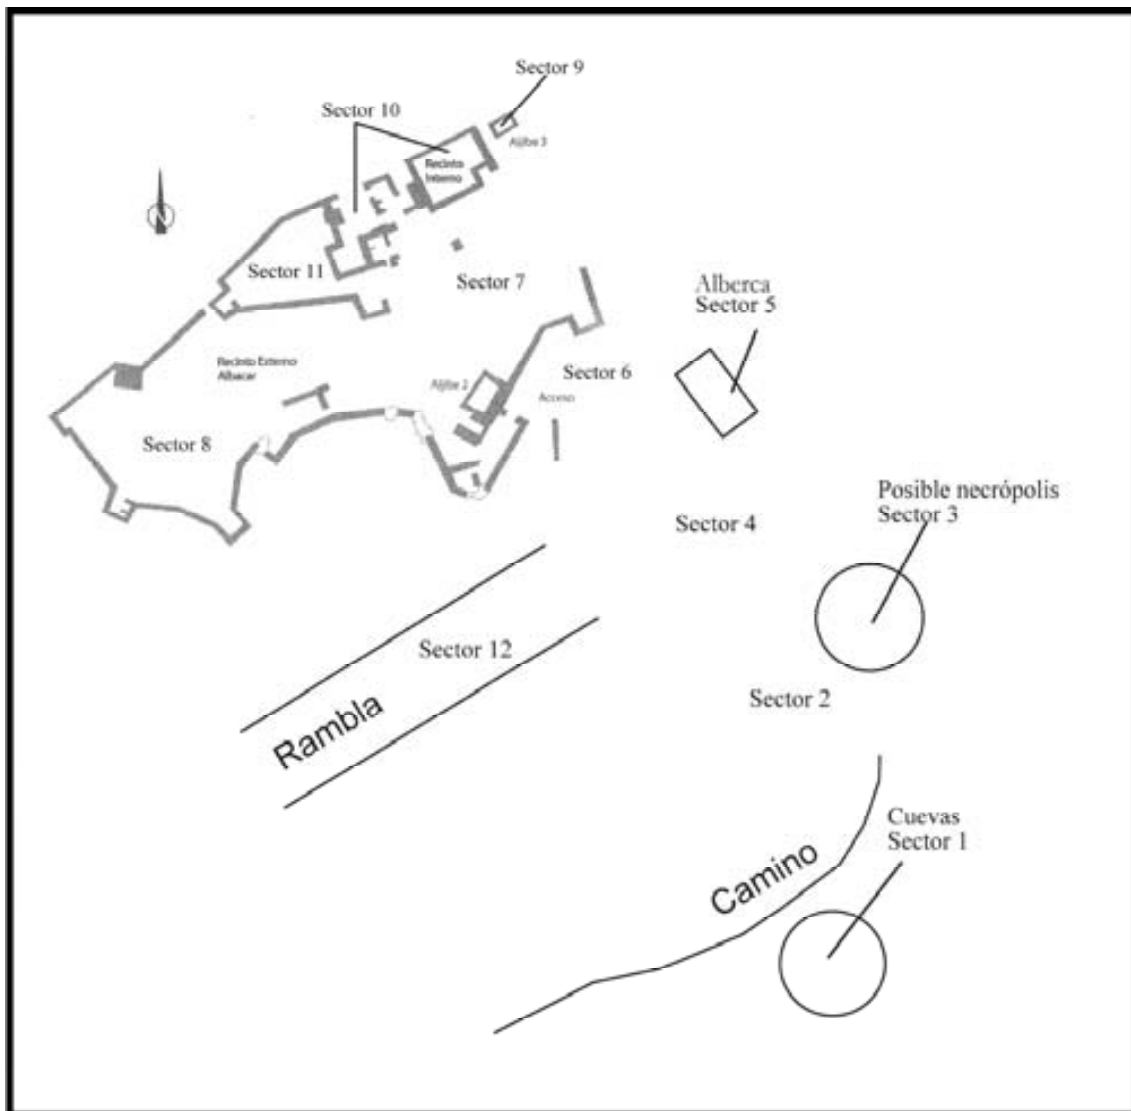 Sector 9
Sector 10
Aljibe 3
Recinto
Interno
N
Sector 11
Sector 7
Alberca
Sector 5
Recinto Externo
Albacar
Sector 6
Aljibe 2
Acceso
Sector 8
Posible necrópolis
Sector 3
Sector 4
Sector 12
Rambla
Sector 2
Cuevas
Sector 1
Camino